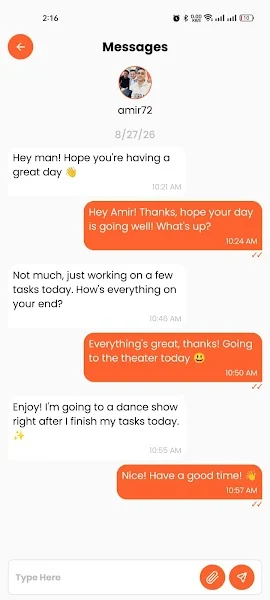 2:16
Messages
amir72
8/27/26
Hey man! Hope you're having a
great day 👋
10:21 AM
Hey Amir! Thanks, hope your day
is going well! What's up?
10:24 AM
Not much, just working on a few
tasks today. How's everything on
your end?
10:46 AM
Everything's great, thanks! Going
to the theater today 😃
10:50 AM
Enjoy! I'm going to a dance show
right after I finish my tasks today.
✨
10:55 AM
Nice! Have a good time! 👋
10:57 AM
Type Here